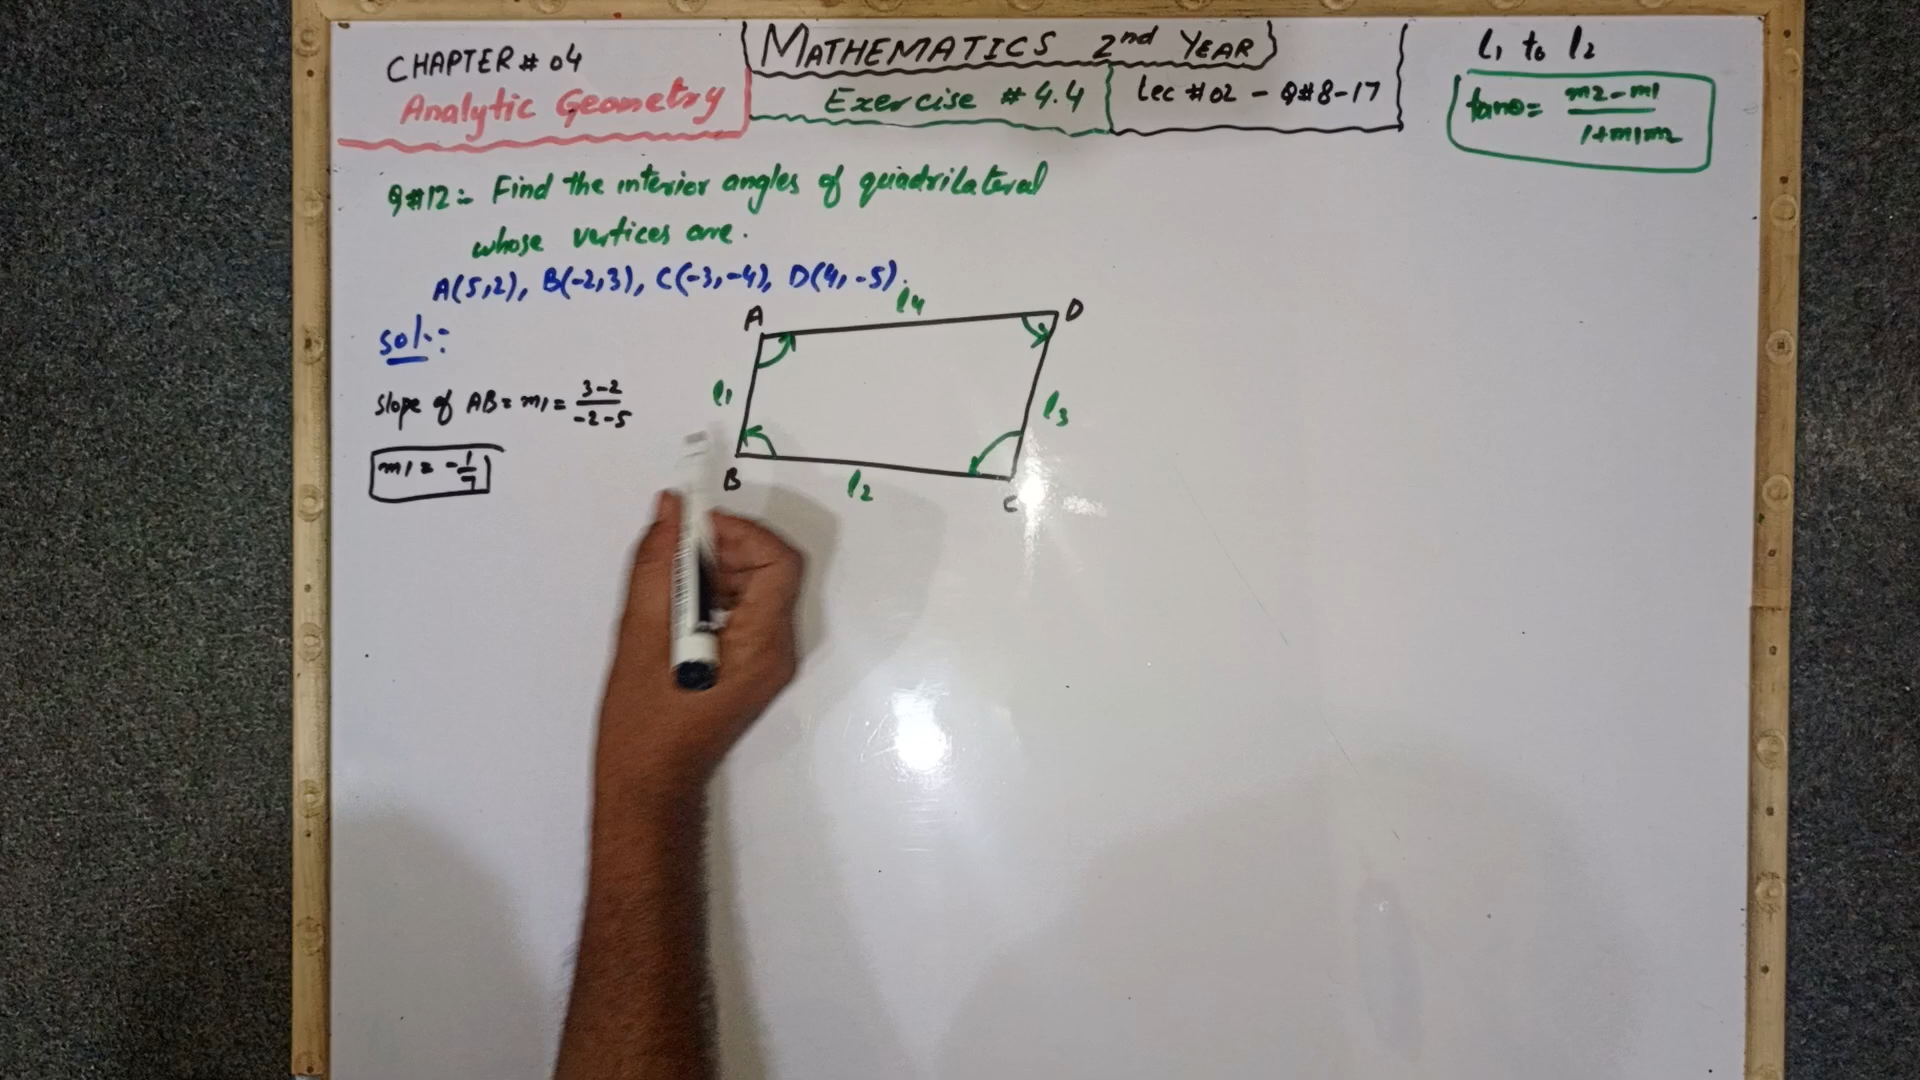 CHAPTER # 04
Analytic Geometry
MATHEMATICS 2nd YEAR
Exercise # 4.4
Lec # 02 - Q#8-17
l1 to l2
tanθ = m2-m1 / 1+m1m2
Q#12:- Find the interior angles of quadrilateral
whose vertices are.
A(5,2), B(-2,3), C(-3,-4), D(4,-5).
Sol:-
A
l4
D
l1
l3
B
l2
C
Slope of AB = m1 = 3-2 / -2-5
m1 = -1/7